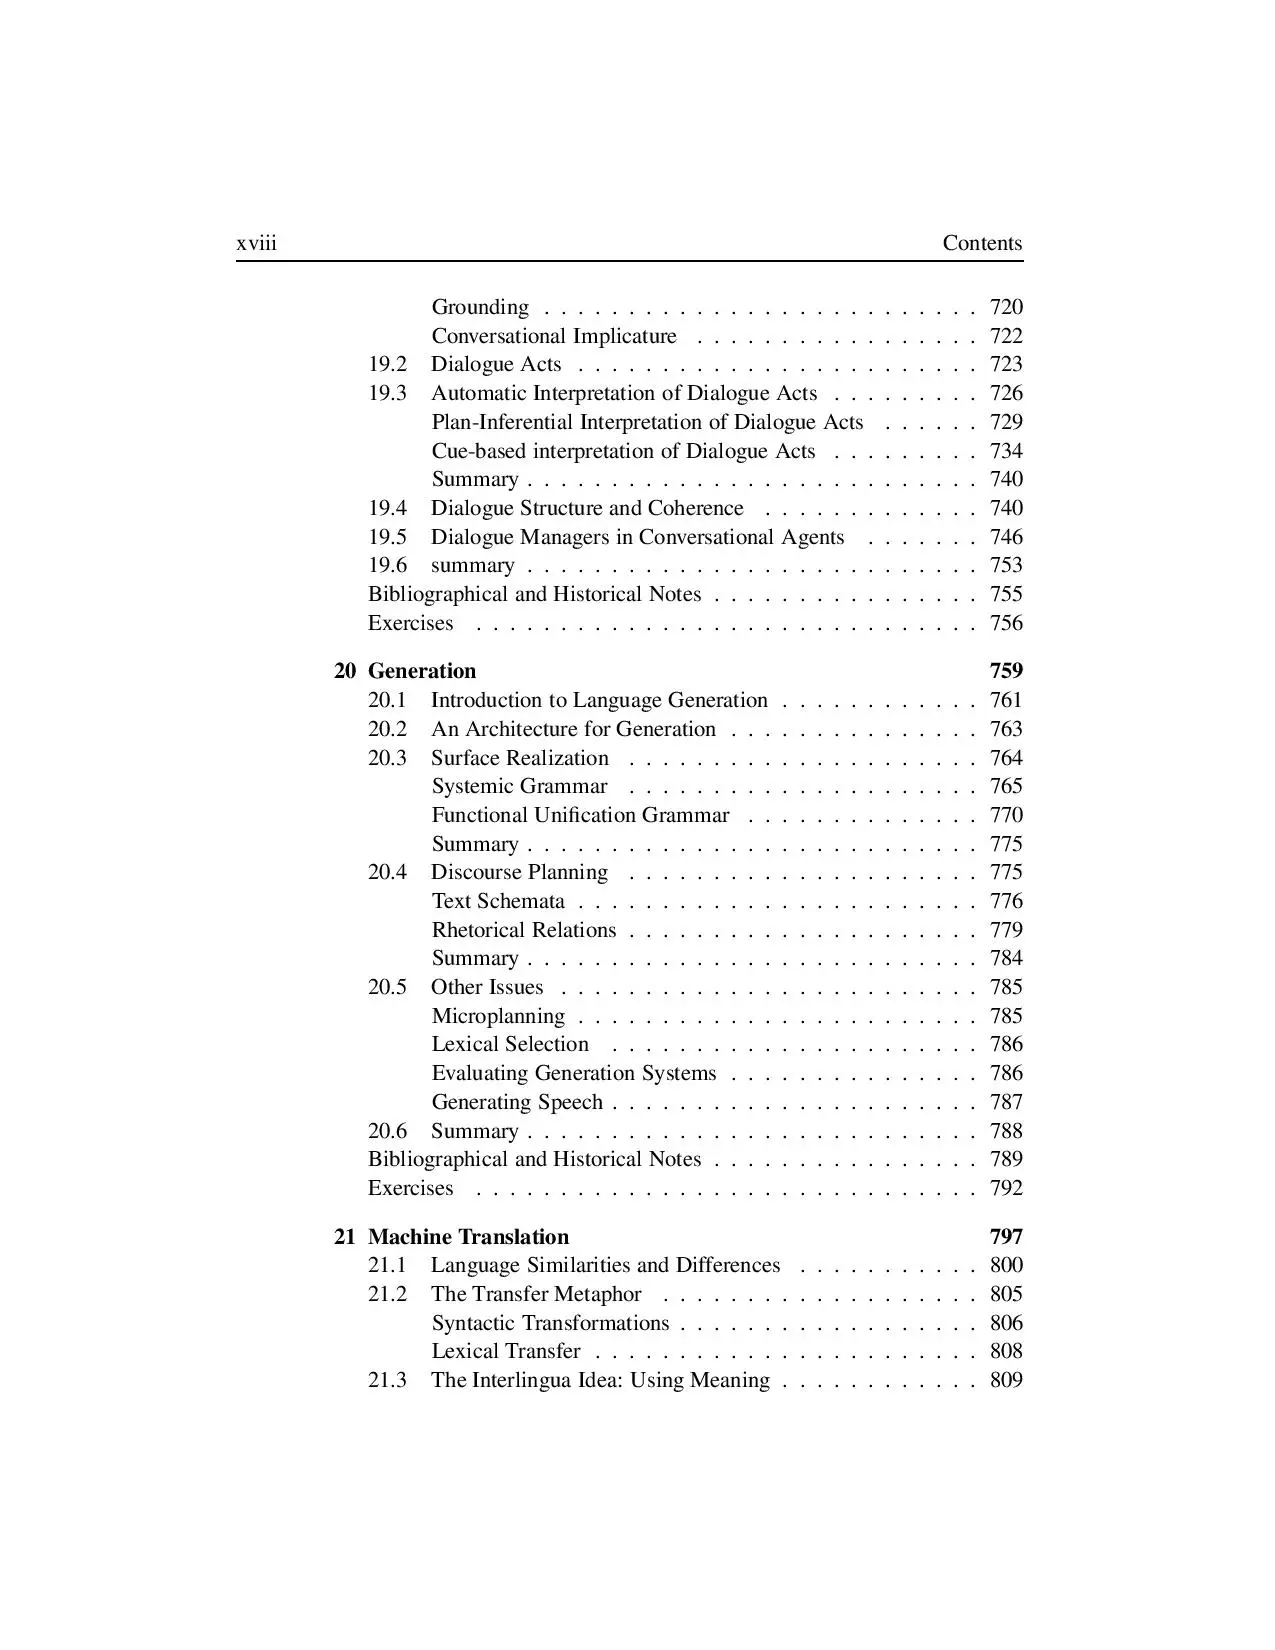 xviii Contents
Grounding . . . . . . . . . . . . . . . . . . . . . . . . . . 720
Conversational Implicature . . . . . . . . . . . . . . . . . 722
19.2 Dialogue Acts . . . . . . . . . . . . . . . . . . . . . . . . 723
19.3 Automatic Interpretation of Dialogue Acts . . . . . . . . . 726
Plan-Inferential Interpretation of Dialogue Acts . . . . . . 729
Cue-based interpretation of Dialogue Acts . . . . . . . . . 734
Summary . . . . . . . . . . . . . . . . . . . . . . . . . . . 740
19.4 Dialogue Structure and Coherence . . . . . . . . . . . . . 740
19.5 Dialogue Managers in Conversational Agents . . . . . . . 746
19.6 summary . . . . . . . . . . . . . . . . . . . . . . . . . . . 753
Bibliographical and Historical Notes . . . . . . . . . . . . . . . . 755
Exercises . . . . . . . . . . . . . . . . . . . . . . . . . . . . . . 756
20 Generation 759
20.1 Introduction to Language Generation . . . . . . . . . . . . 761
20.2 An Architecture for Generation . . . . . . . . . . . . . . . 763
20.3 Surface Realization . . . . . . . . . . . . . . . . . . . . . 764
Systemic Grammar . . . . . . . . . . . . . . . . . . . . . 765
Functional Unification Grammar . . . . . . . . . . . . . . 770
Summary . . . . . . . . . . . . . . . . . . . . . . . . . . . 775
20.4 Discourse Planning . . . . . . . . . . . . . . . . . . . . . 775
Text Schemata . . . . . . . . . . . . . . . . . . . . . . . . 776
Rhetorical Relations . . . . . . . . . . . . . . . . . . . . . 779
Summary . . . . . . . . . . . . . . . . . . . . . . . . . . . 784
20.5 Other Issues . . . . . . . . . . . . . . . . . . . . . . . . . 785
Microplanning . . . . . . . . . . . . . . . . . . . . . . . . 785
Lexical Selection . . . . . . . . . . . . . . . . . . . . . . 786
Evaluating Generation Systems . . . . . . . . . . . . . . . 786
Generating Speech . . . . . . . . . . . . . . . . . . . . . . 787
20.6 Summary . . . . . . . . . . . . . . . . . . . . . . . . . . . 788
Bibliographical and Historical Notes . . . . . . . . . . . . . . . . 789
Exercises . . . . . . . . . . . . . . . . . . . . . . . . . . . . . . 792
21 Machine Translation 797
21.1 Language Similarities and Differences . . . . . . . . . . . 800
21.2 The Transfer Metaphor . . . . . . . . . . . . . . . . . . . 805
Syntactic Transformations . . . . . . . . . . . . . . . . . . 806
Lexical Transfer . . . . . . . . . . . . . . . . . . . . . . . 808
21.3 The Interlingua Idea: Using Meaning . . . . . . . . . . . . 809